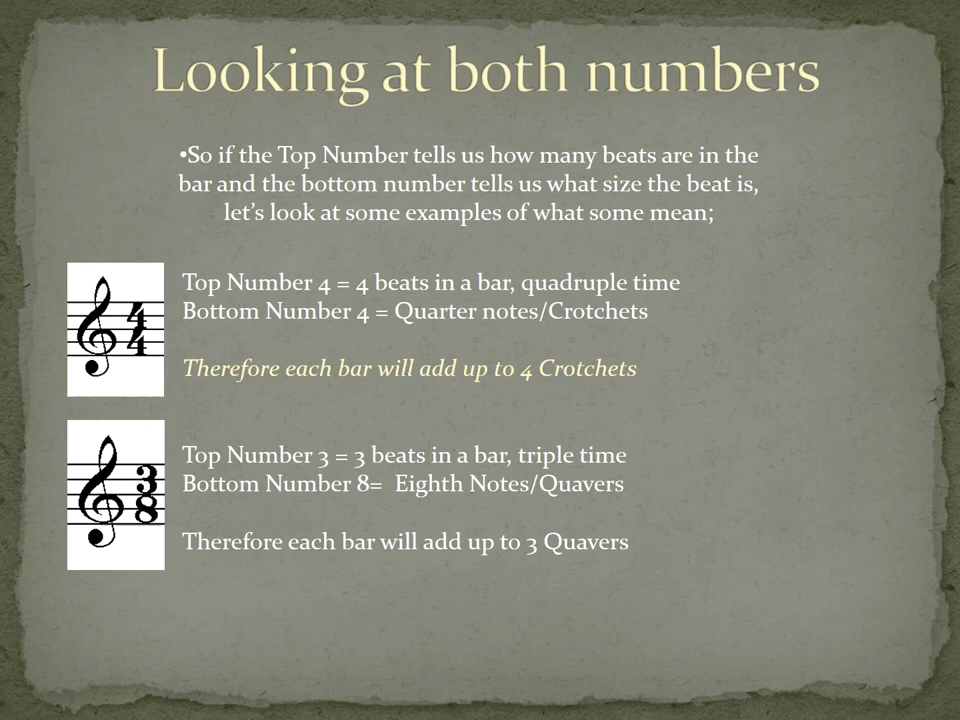 Looking at both numbers
•So if the Top Number tells us how many beats are in the
bar and the bottom number tells us what size the beat is,
let’s look at some examples of what some mean;
4
4
Top Number 4 = 4 beats in a bar, quadruple time
Bottom Number 4 = Quarter notes/Crotchets
Therefore each bar will add up to 4 Crotchets
3
8
Top Number 3 = 3 beats in a bar, triple time
Bottom Number 8=  Eighth Notes/Quavers
Therefore each bar will add up to 3 Quavers